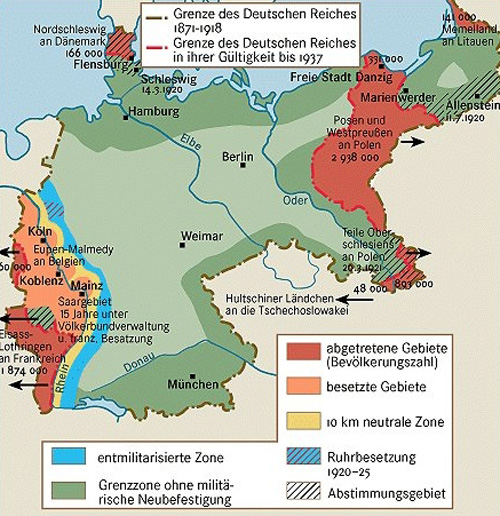 Grenze des Deutschen Reiches
1871-1918
Grenze des Deutschen Reiches
in ihrer Gültigkeit bis 1937
Nordschleswig
an Dänemark
166 000
Flensburg
Schleswig
14.3.1920
Hamburg
Elbe
Berlin
Oder
141 000
Memelland
an Litauen
331 000
Freie Stadt Danzig
Marienwerder
Allenstein
11.7.1920
Posen und
Westpreußen
an Polen
2 938 000
Weimar
Teile Ober-
schlesiens
an Polen
20.3.1921
48 000
893 000
Hultschiner Ländchen
an die Tschechoslowakei
Köln
Eupen-Malmedy
an Belgien
60 000
Koblenz
Mainz
Saargebiet
15 Jahre unter
Völkerbundverwaltung
u. franz. Besatzung
Elsass-
Lothringen
an Frankreich
1 874 000
Rhein
Donau
München
abgetretene Gebiete
(Bevölkerungszahl)
besetzte Gebiete
10 km neutrale Zone
Ruhrbesetzung
1920-25
Abstimmungsgebiet
entmilitarisierte Zone
Grenzzone ohne militä-
rische Neubefestigung